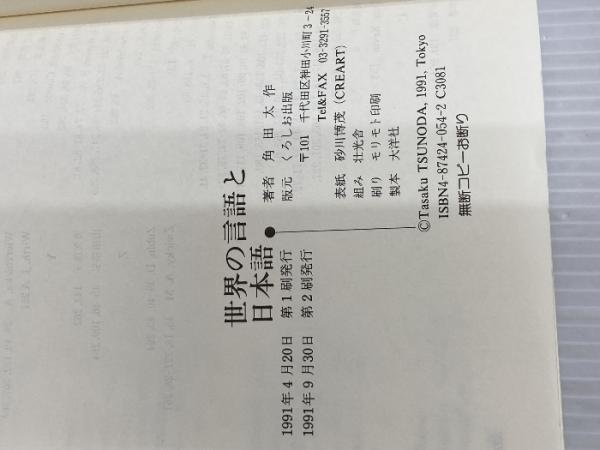 世界の言語と
日本語
1991年 4 月20日 第 1 刷発行
1991年 9 月30日 第 2 刷発行
著者 角 田 太 作
版元 くろしお出版
〒101 千代田区神田小川町 3 −24
Tel&FAX 03-3291-3557
表紙 砂川博茂 (CREART)
組み 壮光舎
刷り モリモト印刷
製本 大洋社
©Tasaku TSUNODA, 1991, Tokyo
ISBN4-87424-054-2 C3081
無断コピーお断り